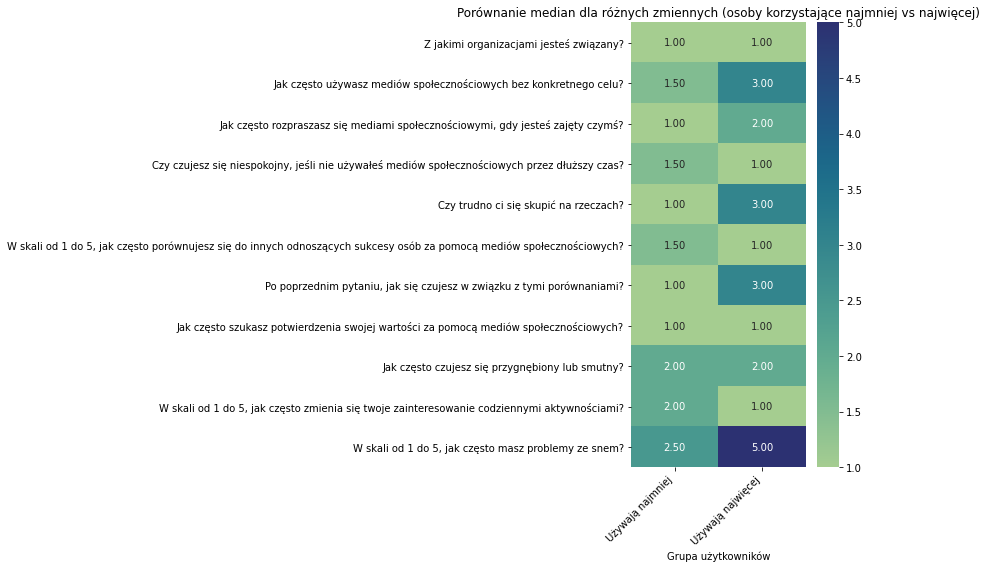 Porównanie median dla różnych zmiennych (osoby korzystające najmniej vs najwięcej)
Z jakimi organizacjami jesteś związany?
1.00 1.00
Jak często używasz mediów społecznościowych bez konkretnego celu?
1.50 3.00
Jak często rozpraszasz się mediami społecznościowymi, gdy jesteś zajęty czymś?
1.00 2.00
Czy czujesz się niespokojny, jeśli nie używałeś mediów społecznościowych przez dłuższy czas?
1.50 1.00
Czy trudno ci się skupić na rzeczach?
1.00 3.00
W skali od 1 do 5, jak często porównujesz się do innych odnoszących sukcesy osób za pomocą mediów społecznościowych?
1.50 1.00
Po poprzednim pytaniu, jak się czujesz w związku z tymi porównaniami?
1.00 3.00
Jak często szukasz potwierdzenia swojej wartości za pomocą mediów społecznościowych?
1.00 1.00
Jak często czujesz się przygnębiony lub smutny?
2.00 2.00
W skali od 1 do 5, jak często zmienia się twoje zainteresowanie codziennymi aktywnościami?
2.00 1.00
W skali od 1 do 5, jak często masz problemy ze snem?
2.50 5.00
Używają najmniej
Używają najwięcej
Grupa użytkowników
5.0
4.5
4.0
3.5
3.0
2.5
2.0
1.5
1.0